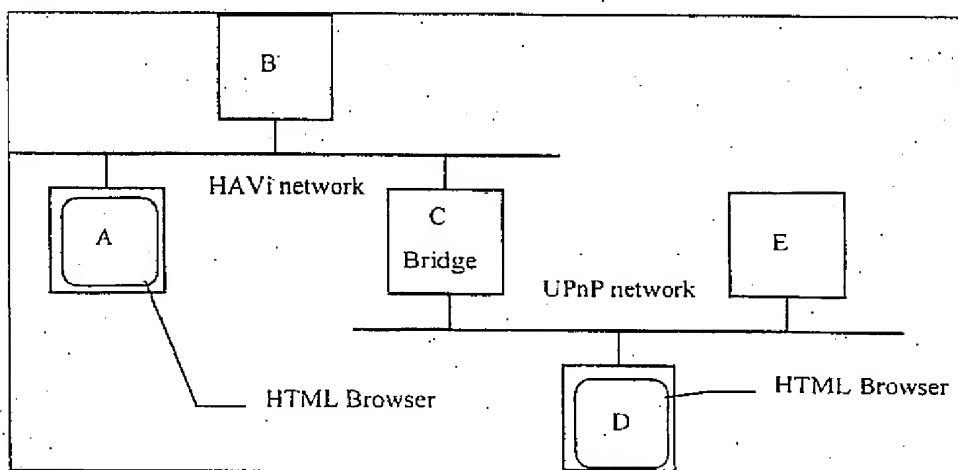 B
HAVi network
A
C
Bridge
E
UPnP network
HTML Browser
HTML Browser
D